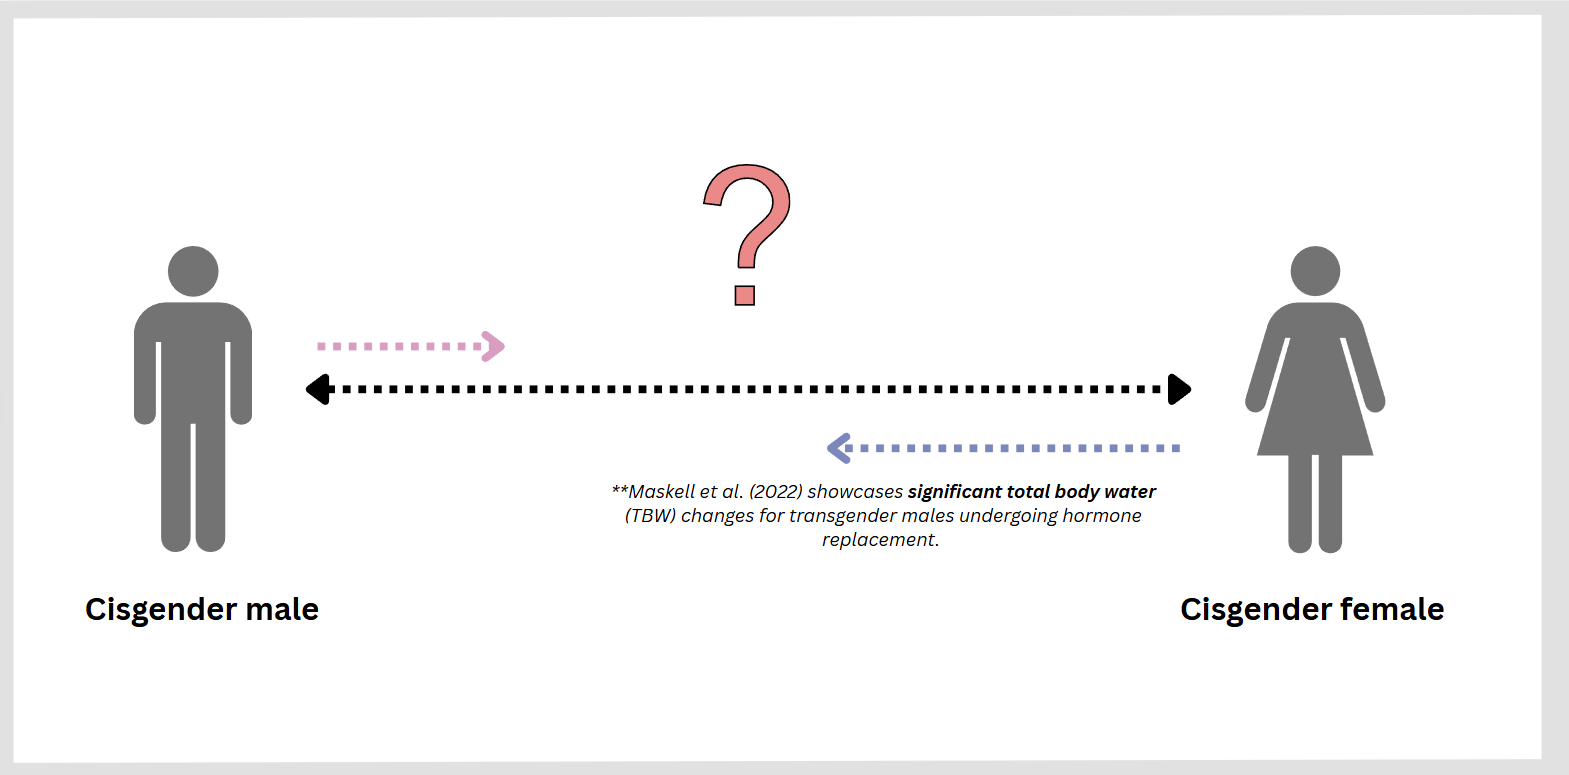 ?
**Maskell et al. (2022) showcases significant total body water
(TBW) changes for transgender males undergoing hormone
replacement.
Cisgender male
Cisgender female